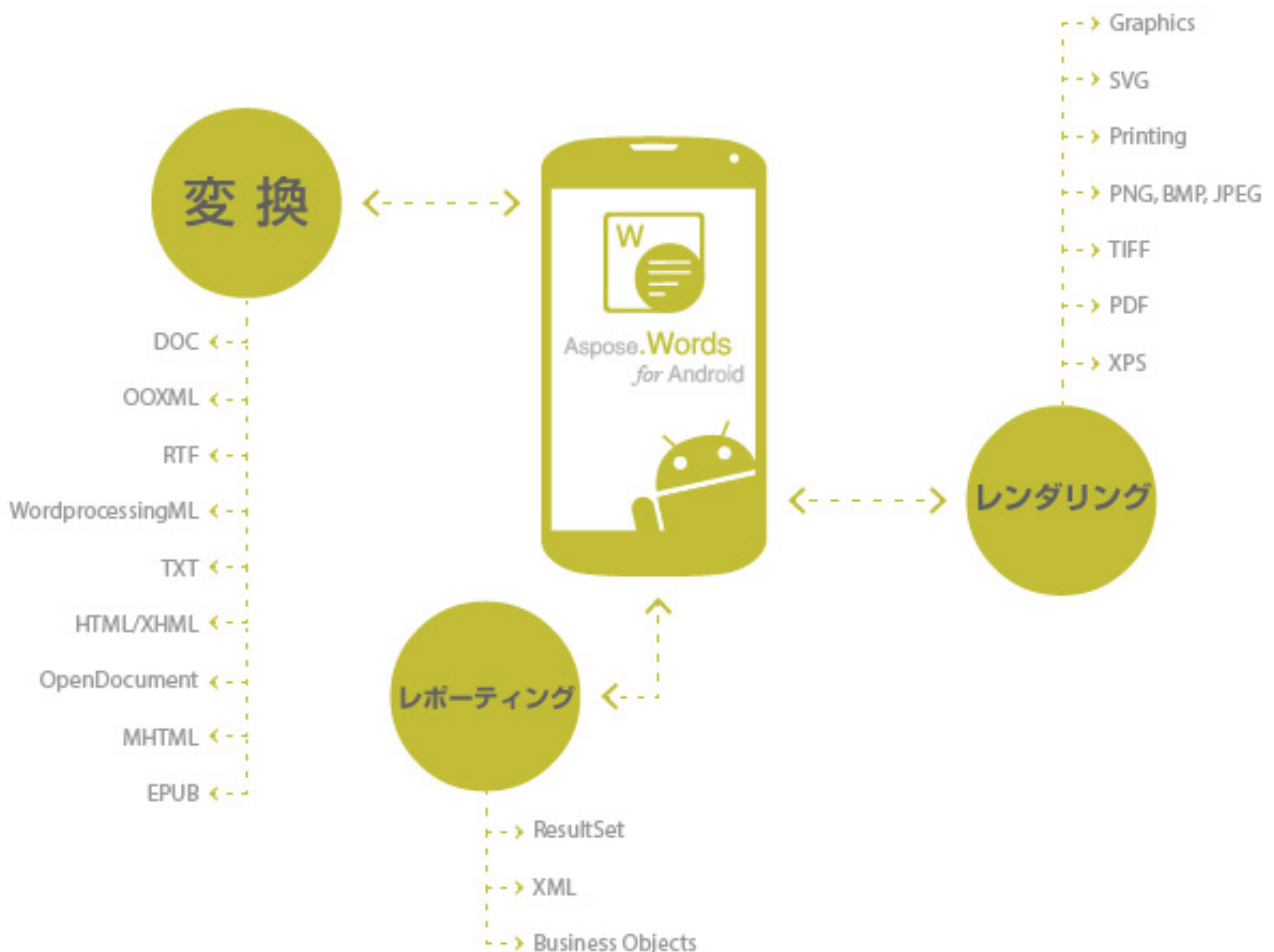 変換
DOC
OOXML
RTF
WordprocessingML
TXT
HTML/XHML
OpenDocument
MHTML
EPUB
W
Aspose.Words
for Android
Graphics
SVG
Printing
PNG, BMP, JPEG
TIFF
PDF
XPS
レンダリング
レポーティング
ResultSet
XML
Business Objects